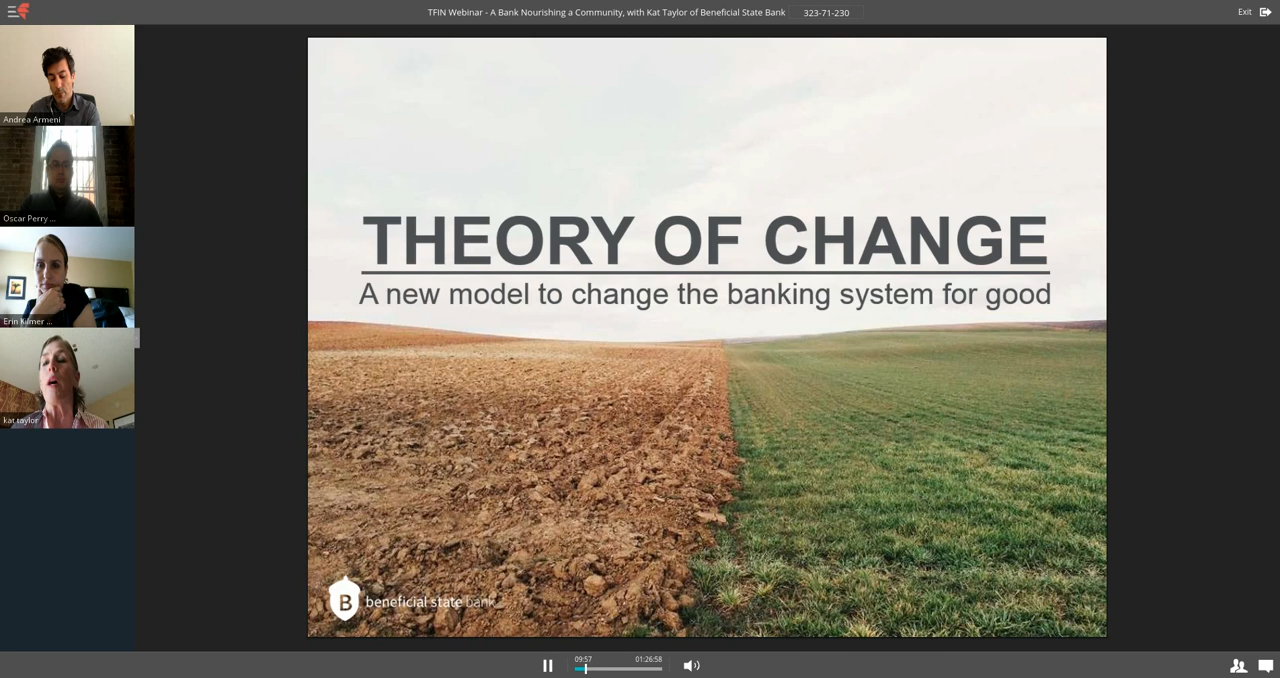 TFIN Webinar - A Bank Nourishing a Community, with Kat Taylor of Beneficial State Bank 323-71-230
Exit
Andrea Armeni
Oscar Perry ...
Erin Kilmer ...
kat taylor
THEORY OF CHANGE
A new model to change the banking system for good
B beneficial state bank
09:57
01:26:58